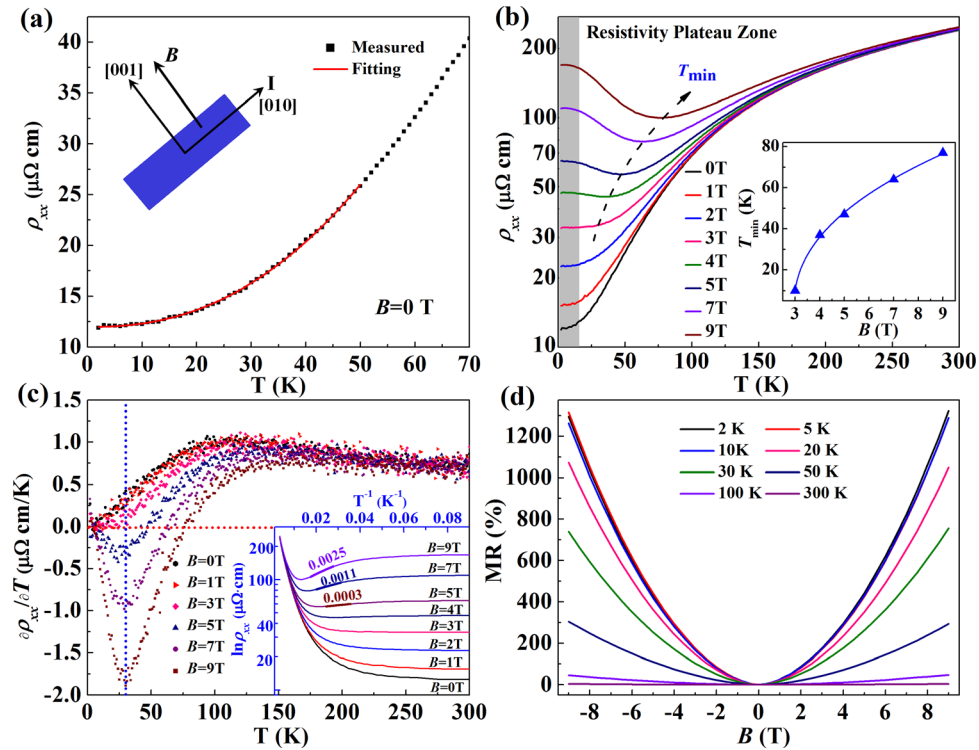 (a)
40
35
30
25
20
15
10
ρxx (μΩ cm)
[001]
B
I
[010]
Measured
Fitting
B=0 T
0 10 20 30 40 50 60 70
T (K)
(b)
200
100
70
50
30
20
10
ρxx (μΩ cm)
Resistivity Plateau Zone
Tmin
0T
1T
2T
3T
4T
5T
7T
9T
80
60
40
20
Tmin (K)
3 4 5 6 7 8 9
B (T)
0 50 100 150 200 250 300
T (K)
(c)
1.5
1.0
0.5
0.0
-0.5
-1.0
-1.5
-2.0
∂ρxx/∂T (μΩ cm/K)
B=0T
B=1T
B=3T
B=5T
B=7T
B=9T
T-1 (K-1)
0.02 0.04 0.06 0.08
200
100
40
20
lnρxx (μΩ·cm)
0.0025
0.0011
0.0003
B=9T
B=7T
B=5T
B=4T
B=3T
B=2T
B=1T
B=0T
0 50 100 150 200 250 300
T (K)
(d)
1200
1000
800
600
400
200
0
MR (%)
2 K 5 K
10K 20 K
30 K 50 K
100 K 300 K
-8 -6 -4 -2 0 2 4 6 8
B (T)